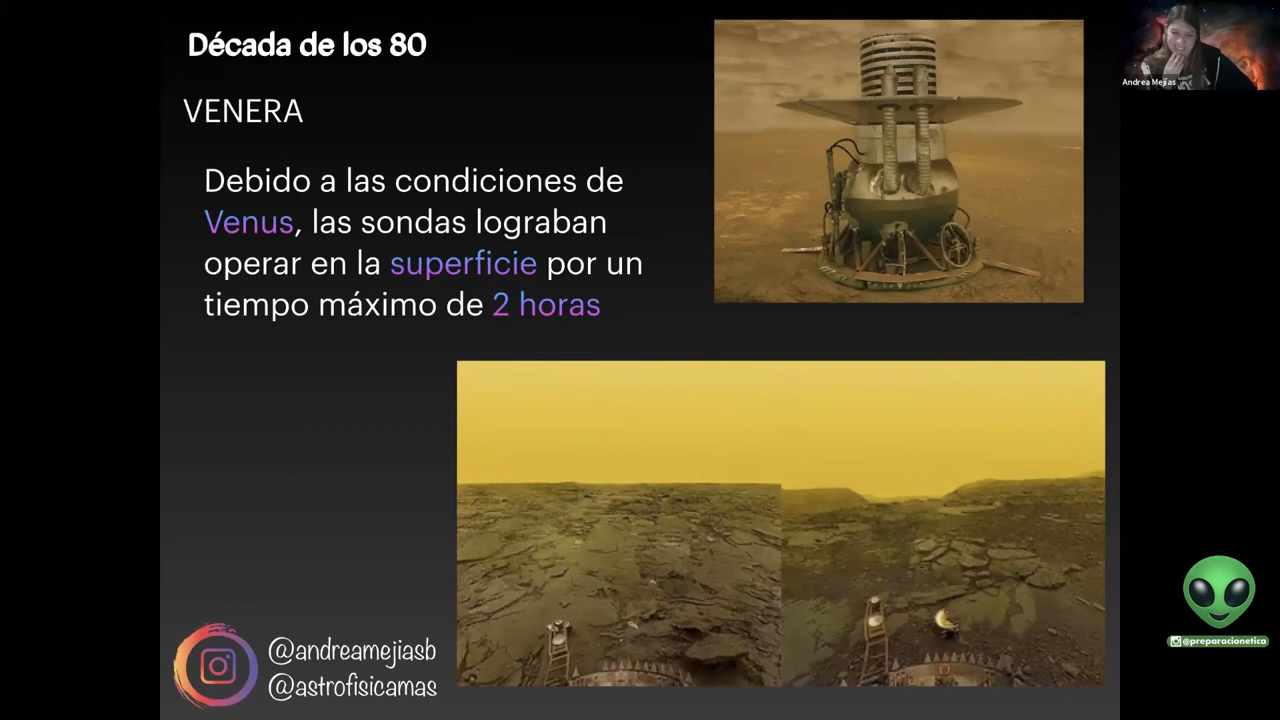 Década de los 80
Andrea Mejías
VENERA
Debido a las condiciones de
Venus, las sondas lograban
operar en la superficie por un
tiempo máximo de 2 horas
@andreamejiasb
@astrofisicamas
@preparacionetica